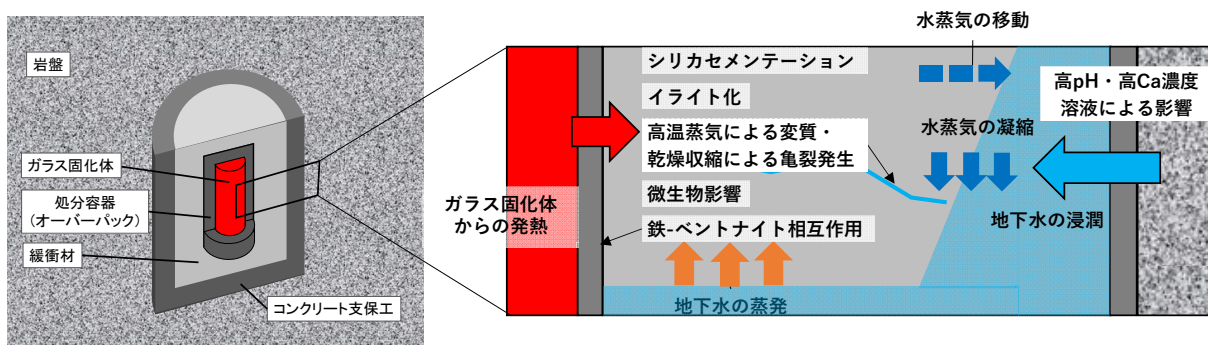 岩盤
ガラス固化体
処分容器
(オーバーパック)
緩衝材
コンクリート支保工
ガラス固化体
からの発熱
シリカセメンテーション
イライト化
高温蒸気による変質・
乾燥収縮による亀裂発生
微生物影響
鉄-ベントナイト相互作用
地下水の蒸発
水蒸気の移動
水蒸気の凝縮
高pH・高Ca濃度
溶液による影響
地下水の浸潤